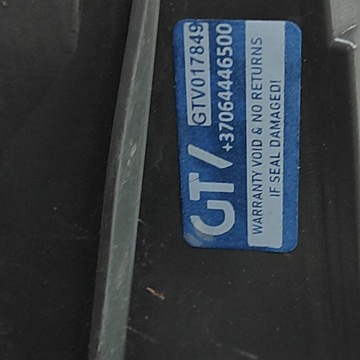 GTV017849
+37064446500
GTV
WARRANTY VOID & NO RETURNS
IF SEAL DAMAGED!